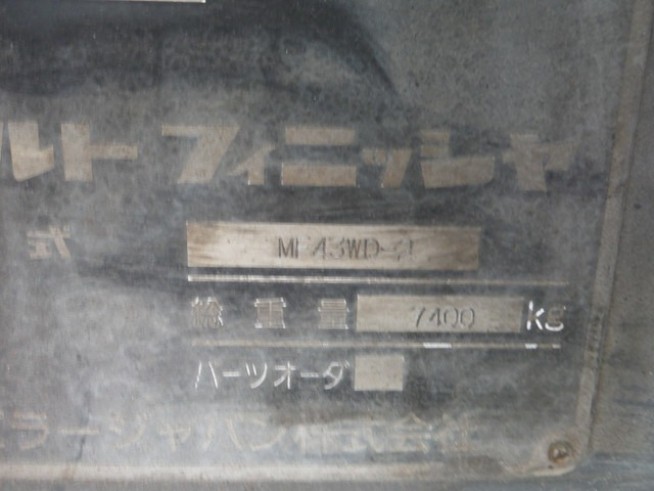 ルト フィニッシャ
式 MF43WD-
総重量 7400 kg
パーツオーダ
ラージャパン株式会社